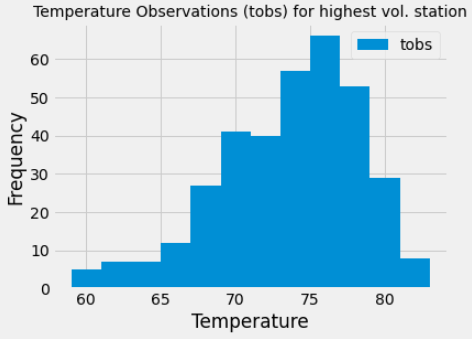 Temperature Observations (tobs) for highest vol. station
tobs
60
50
40
30
20
10
0
Frequency
60 65 70 75 80
Temperature